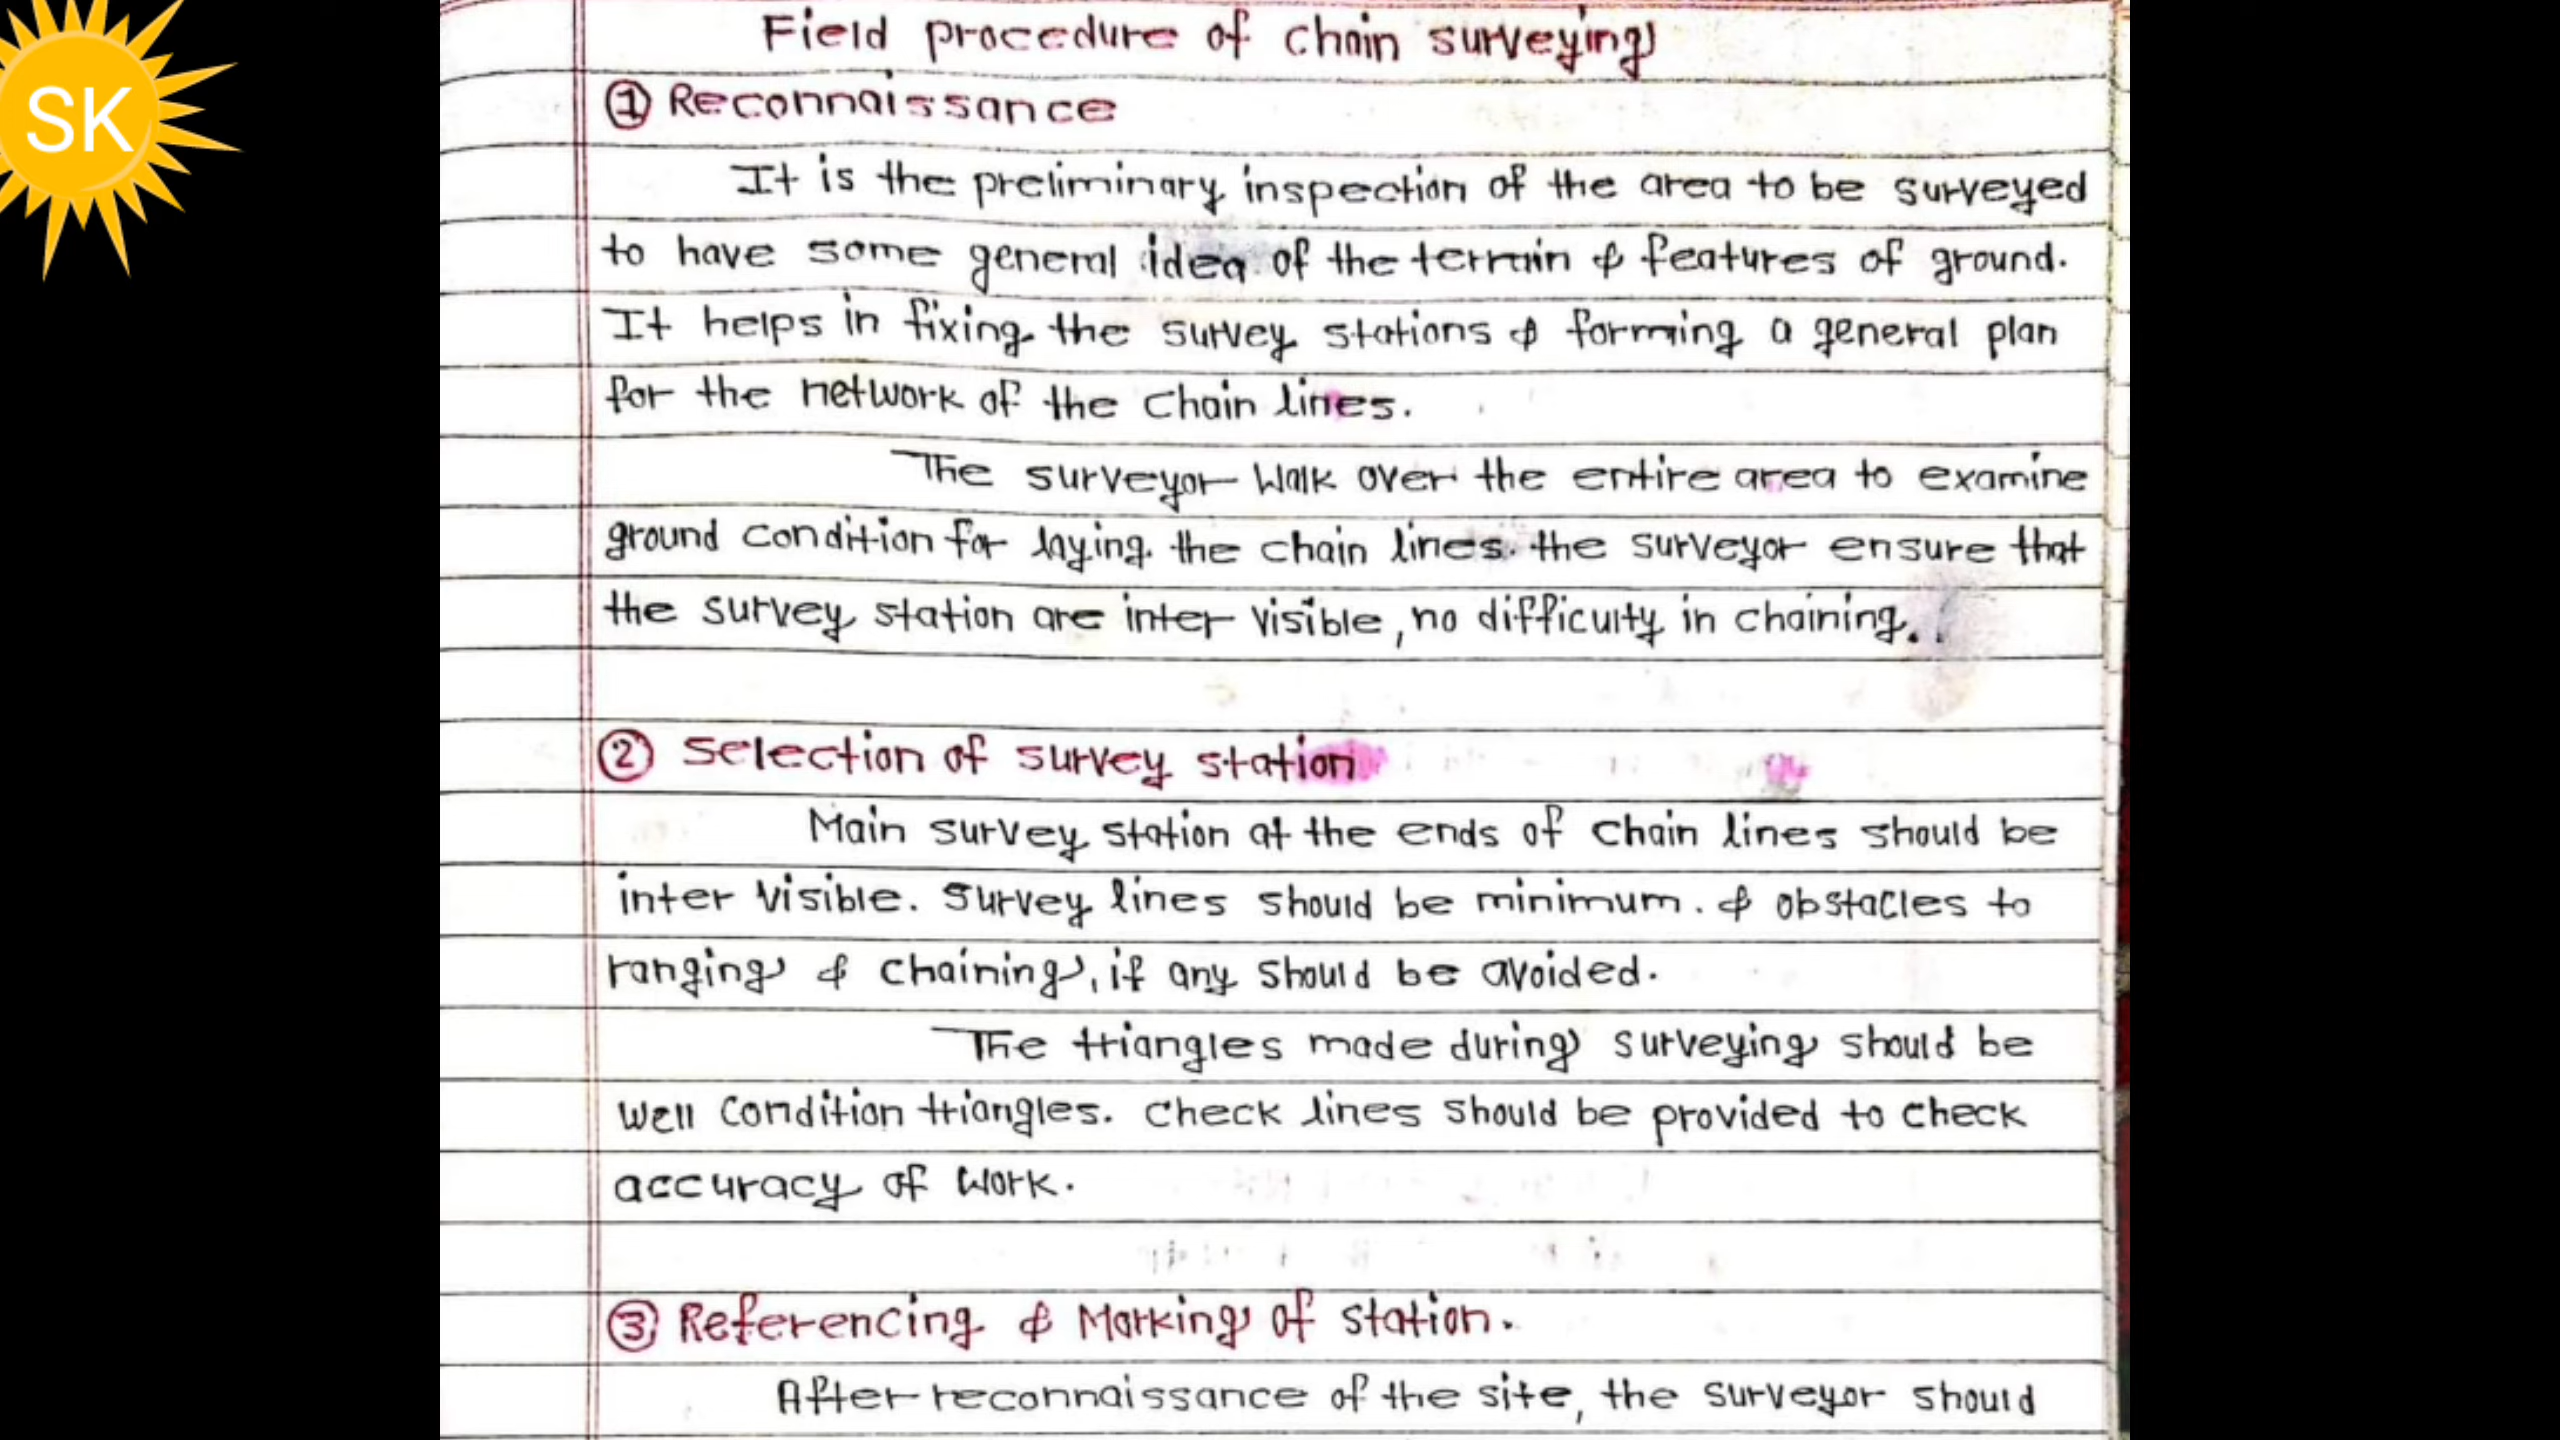 SK
Field procedure of chain surveying
① Reconnaissance
It is the preliminary inspection of the area to be surveyed
to have some general idea of the terrain & features of ground.
It helps in fixing the survey stations & forming a general plan
for the network of the chain lines.
The surveyor walk over the entire area to examine
ground condition for laying the chain lines. the surveyor ensure that
the survey station are inter visible, no difficulty in chaining.
② Selection of survey station
Main survey station at the ends of chain lines should be
inter visible. Survey lines should be minimum. & obstacles to
ranging & chaining, if any should be avoided.
The triangles made during surveying should be
well condition triangles. Check lines should be provided to check
accuracy of work.
③ Referencing & Marking of station.
After reconnaissance of the site, the surveyor should